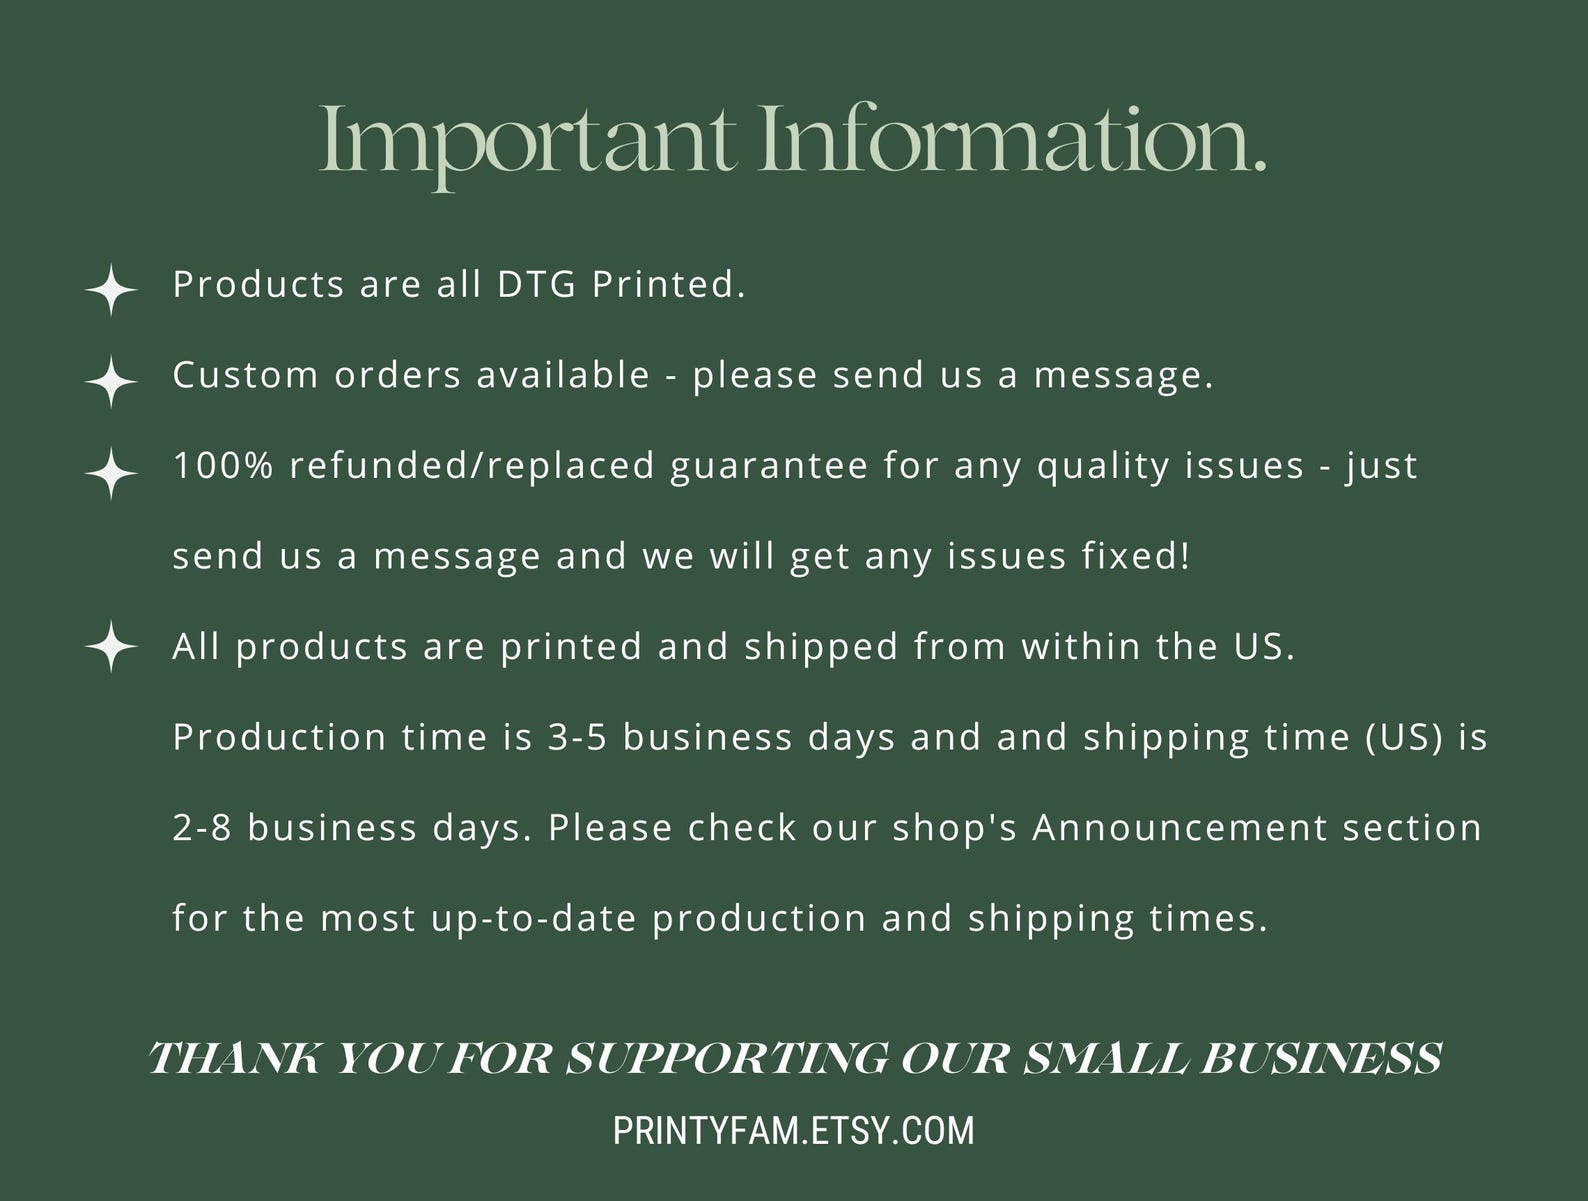 Important Information.
Products are all DTG Printed.
Custom orders available - please send us a message.
100% refunded/replaced guarantee for any quality issues - just
send us a message and we will get any issues fixed!
All products are printed and shipped from within the US.
Production time is 3-5 business days and and shipping time (US) is
2-8 business days. Please check our shop's Announcement section
for the most up-to-date production and shipping times.
THANK YOU FOR SUPPORTING OUR SMALL BUSINESS
PRINTYFAM.ETSY.COM